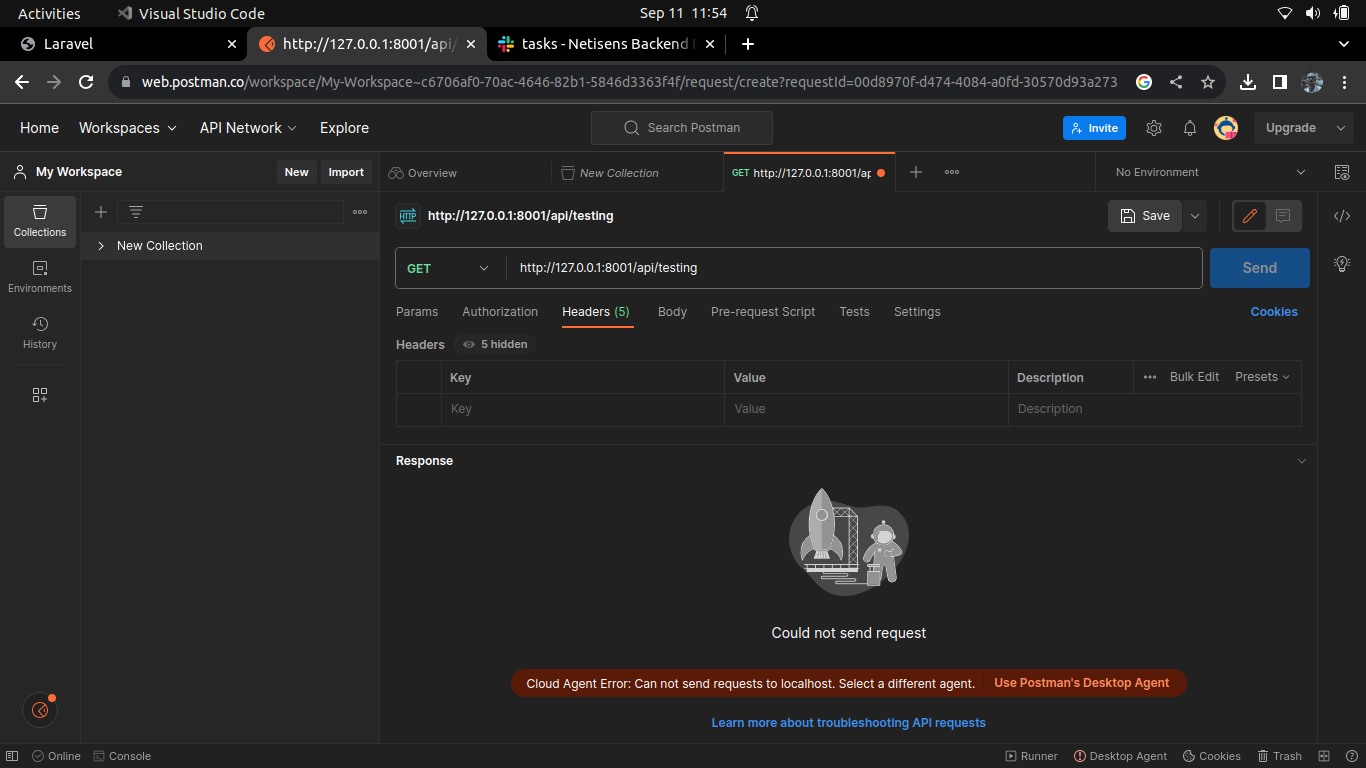 Activities
Visual Studio Code
Sep 11 11:54
Laravel
http://127.0.0.1:8001/api/
tasks - Netisens Backend
web.postman.co/workspace/My-Workspace~c6706af0-70ac-4646-82b1-5846d3363f4f/request/create?requestId=00d8970f-d474-4084-a0fd-30570d93a273
Home Workspaces API Network Explore
Search Postman
Invite
Upgrade
My Workspace
New
Import
Overview
New Collection
GET http://127.0.0.1:8001/ap
No Environment
Collections
New Collection
HTTP http://127.0.0.1:8001/api/testing
Save
Environments
GET
http://127.0.0.1:8001/api/testing
Send
History
Params Authorization Headers (5) Body Pre-request Script Tests Settings
Cookies
Headers 5 hidden
Key Value Description Bulk Edit Presets
Key Value Description
Response
Could not send request
Cloud Agent Error: Can not send requests to localhost. Select a different agent. Use Postman's Desktop Agent
Learn more about troubleshooting API requests
Online Console
Runner Desktop Agent Cookies Trash